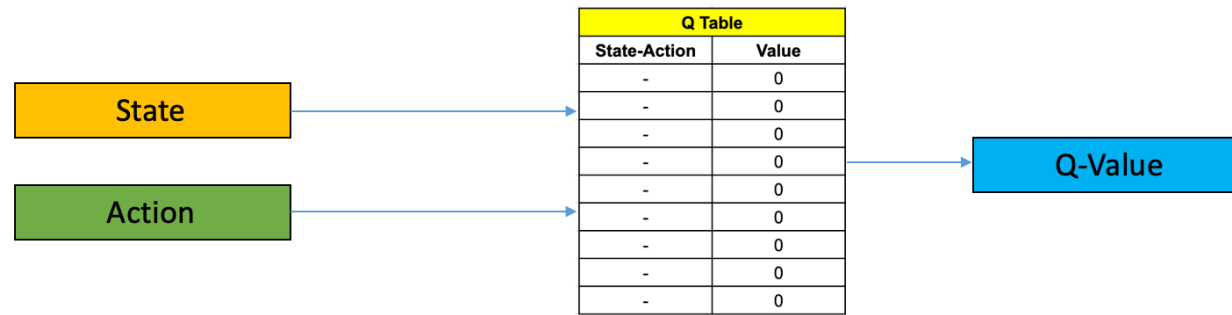 Q Table
State-Action Value
- 0
- 0
- 0
- 0
- 0
- 0
- 0
- 0
- 0
State
Action
Q-Value